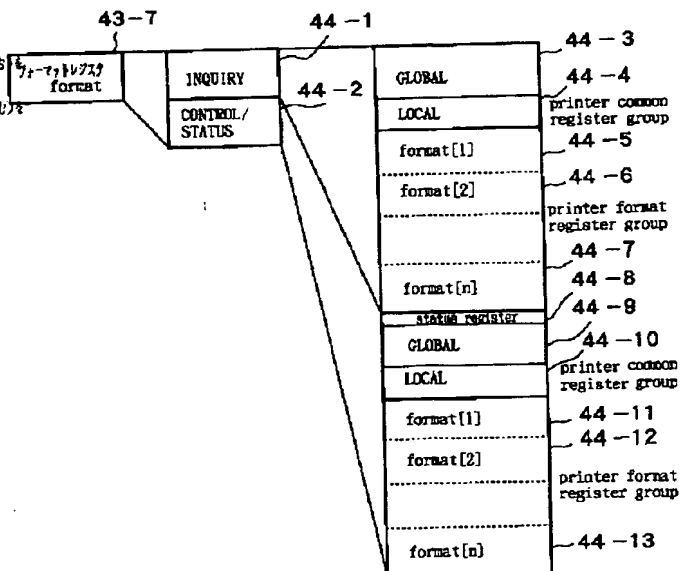 43-7
44-1
44-2
44-3
44-4
フォーマットレジスタ
format
INQUIRY
CONTROL/
STATUS
GLOBAL
LOCAL
printer common
register group
format[1]
44-5
format[2]
44-6
printer format
register group
44-7
format[n]
44-8
status register
44-9
GLOBAL
44-10
LOCAL
printer common
register group
format[1]
44-11
format[2]
44-12
printer format
register group
format[n]
44-13